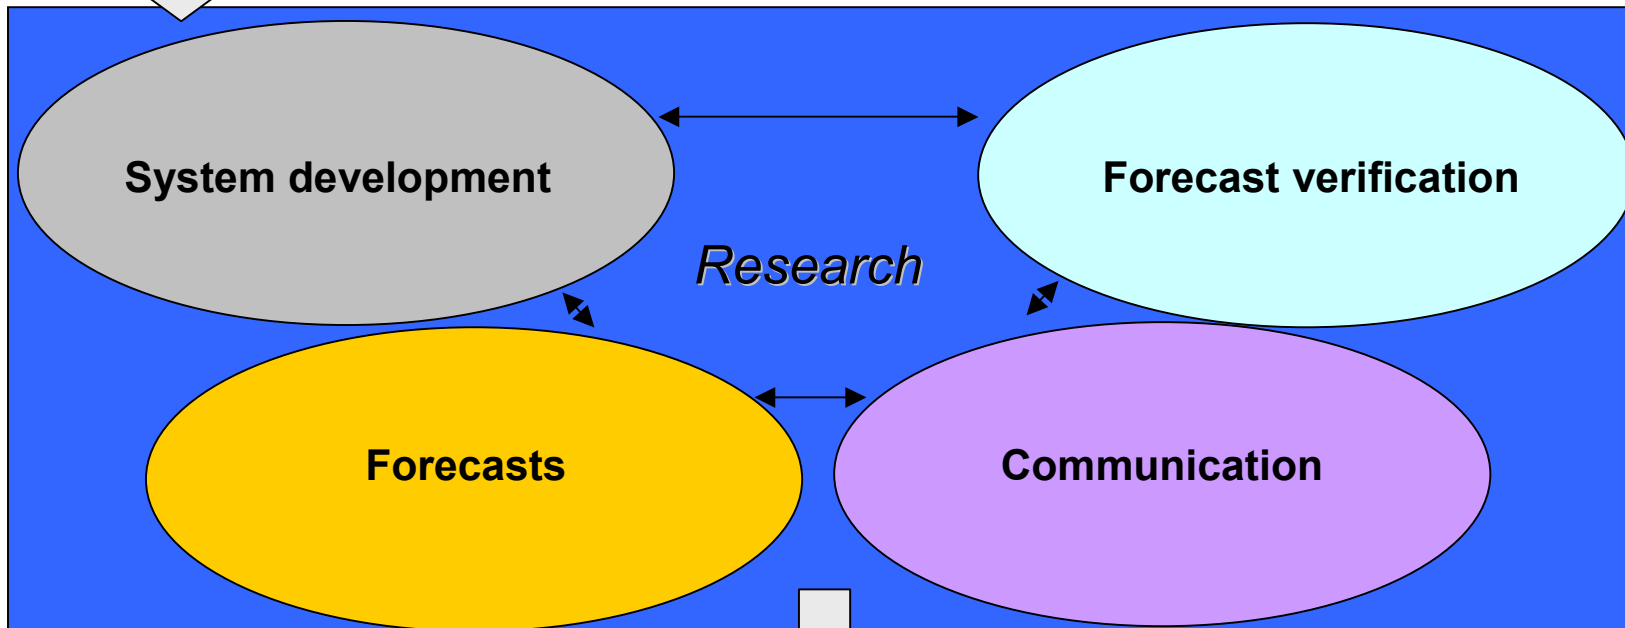 System development
Forecast verification
Research
Forecasts
Communication